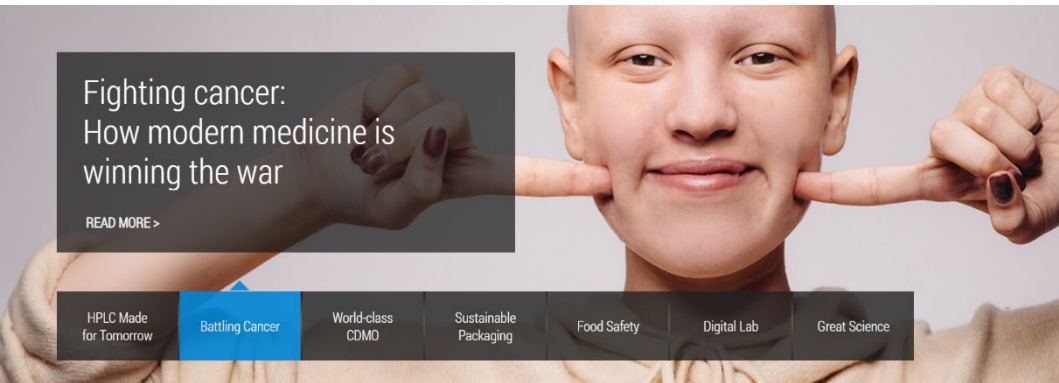 Fighting cancer:
How modern medicine is
winning the war
READ MORE >
HPLC Made
for Tomorrow
Battling Cancer
World-class
CDMO
Sustainable
Packaging
Food Safety
Digital Lab
Great Science